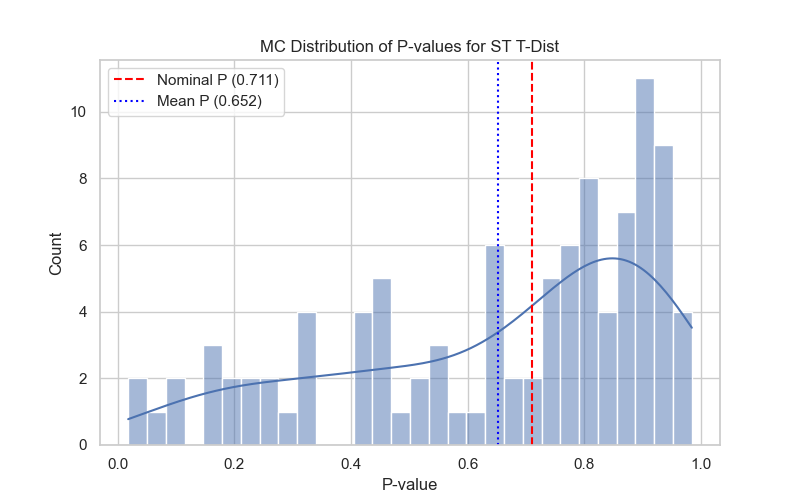 MC Distribution of P-values for ST T-Dist
Nominal P (0.711)
Mean P (0.652)
10
8
6
4
2
0
Count
0.0 0.2 0.4 0.6 0.8 1.0
P-value